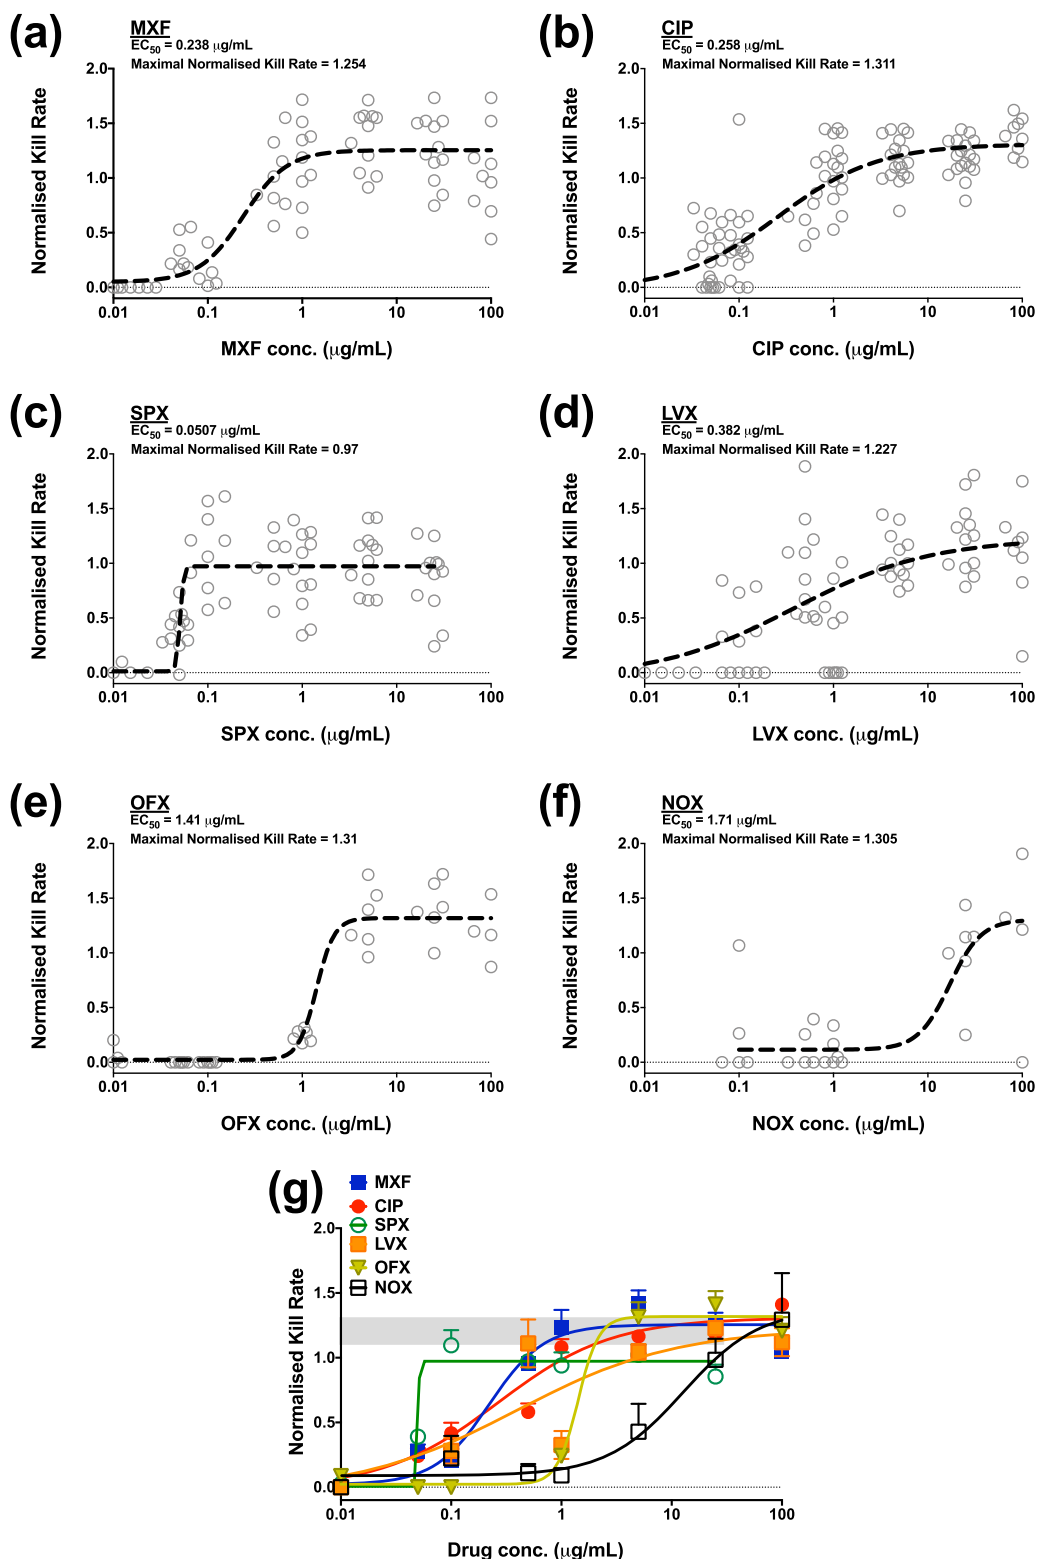 (a)
MXF
EC50 = 0.238 µg/mL
Maximal Normalised Kill Rate = 1.254
Normalised Kill Rate
2.0
1.5
1.0
0.5
0.0
0.01 0.1 1 10 100
MXF conc. (µg/mL)
(b)
CIP
EC50 = 0.258 µg/mL
Maximal Normalised Kill Rate = 1.311
Normalised Kill Rate
2.0
1.5
1.0
0.5
0.0
0.01 0.1 1 10 100
CIP conc. (µg/mL)
(c)
SPX
EC50 = 0.0507 µg/mL
Maximal Normalised Kill Rate = 0.97
Normalised Kill Rate
2.0
1.5
1.0
0.5
0.0
0.01 0.1 1 10 100
SPX conc. (µg/mL)
(d)
LVX
EC50 = 0.382 µg/mL
Maximal Normalised Kill Rate = 1.227
Normalised Kill Rate
2.0
1.5
1.0
0.5
0.0
0.01 0.1 1 10 100
LVX conc. (µg/mL)
(e)
OFX
EC50 = 1.41 µg/mL
Maximal Normalised Kill Rate = 1.31
Normalised Kill Rate
2.0
1.5
1.0
0.5
0.0
0.01 0.1 1 10 100
OFX conc. (µg/mL)
(f)
NOX
EC50 = 1.71 µg/mL
Maximal Normalised Kill Rate = 1.305
Normalised Kill Rate
2.0
1.5
1.0
0.5
0.0
0.01 0.1 1 10 100
NOX conc. (µg/mL)
(g)
MXF
CIP
SPX
LVX
OFX
NOX
Normalised Kill Rate
2.0
1.5
1.0
0.5
0.0
0.01 0.1 1 10 100
Drug conc. (µg/mL)